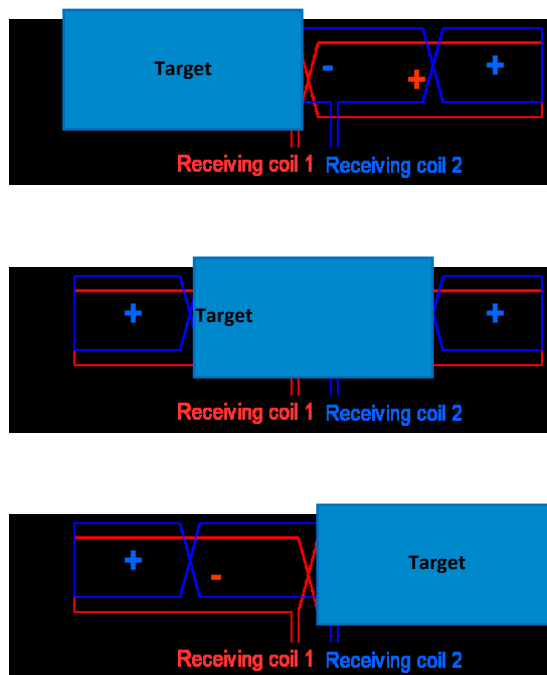 Target
- + +
Receiving coil 1 Receiving coil 2
+ Target +
Receiving coil 1 Receiving coil 2
+ - Target
Receiving coil 1 Receiving coil 2